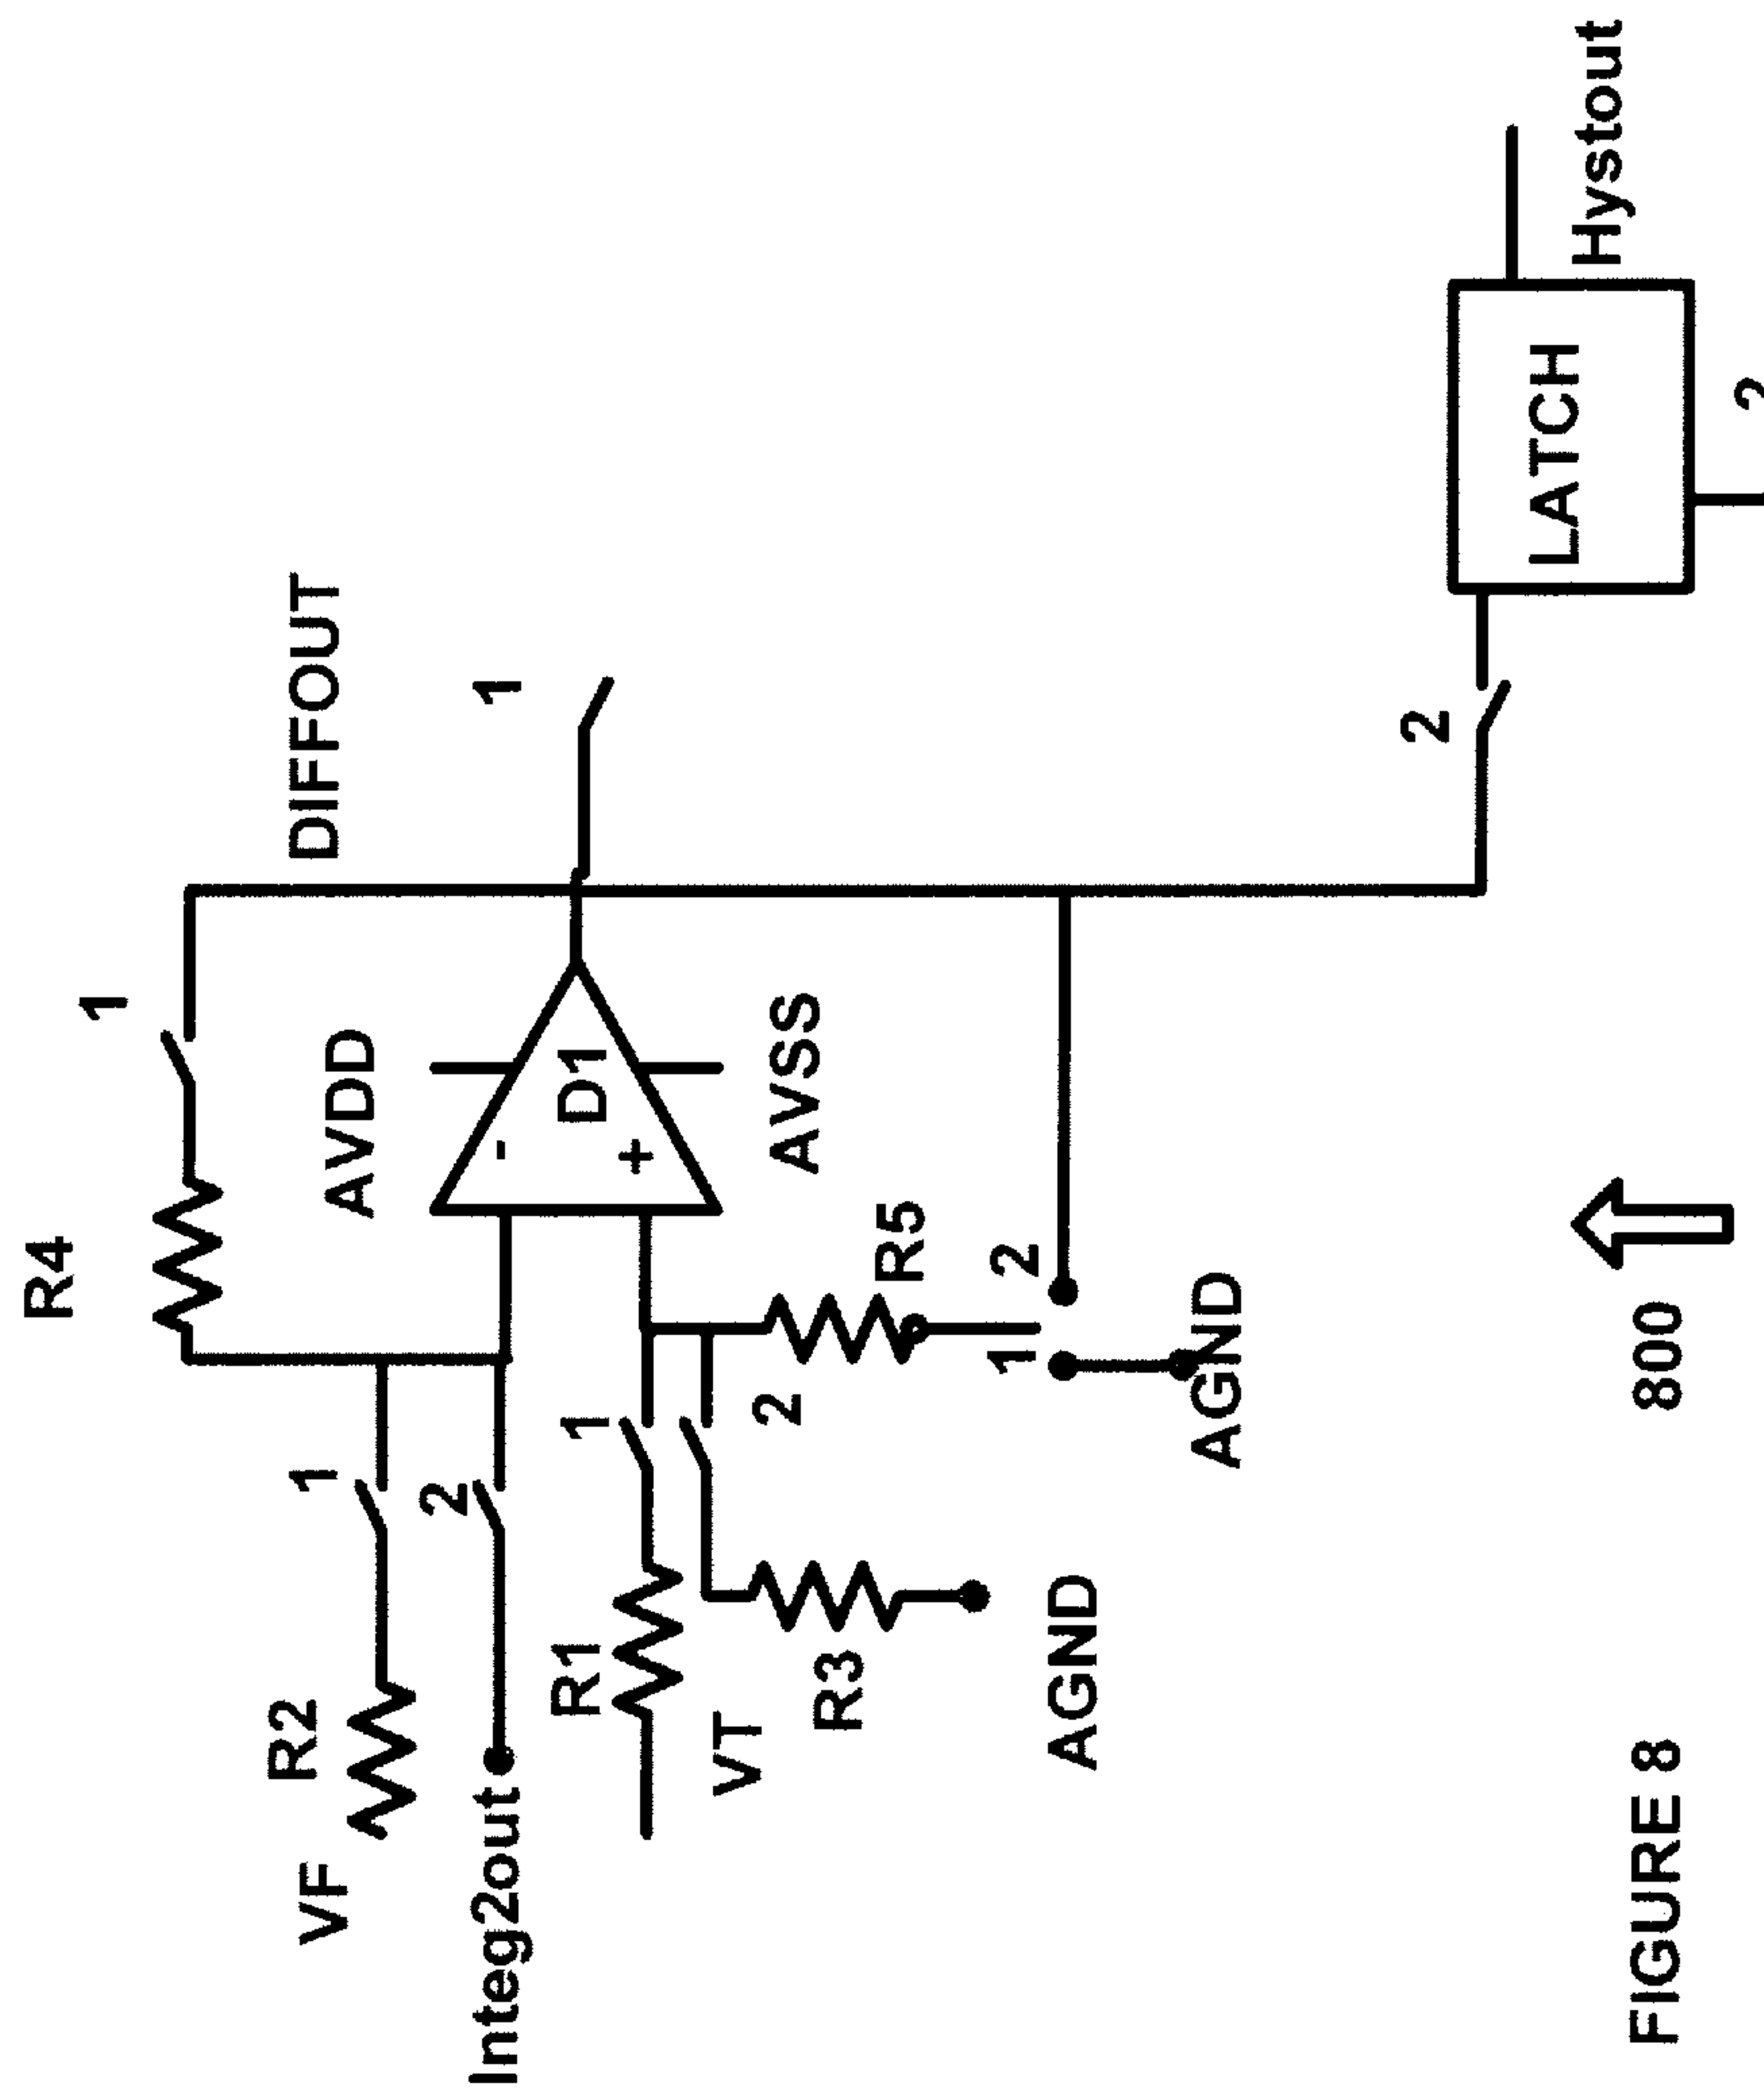 R4
1
DIFFOUT
AVDD
VF
R2
1
1
Integ2out
2
-
D1
R1
1
+
VT
2
AVSS
R3
R5
1
2
AGND
AGND
2
LATCH
Hystout
2
FIGURE 8
800